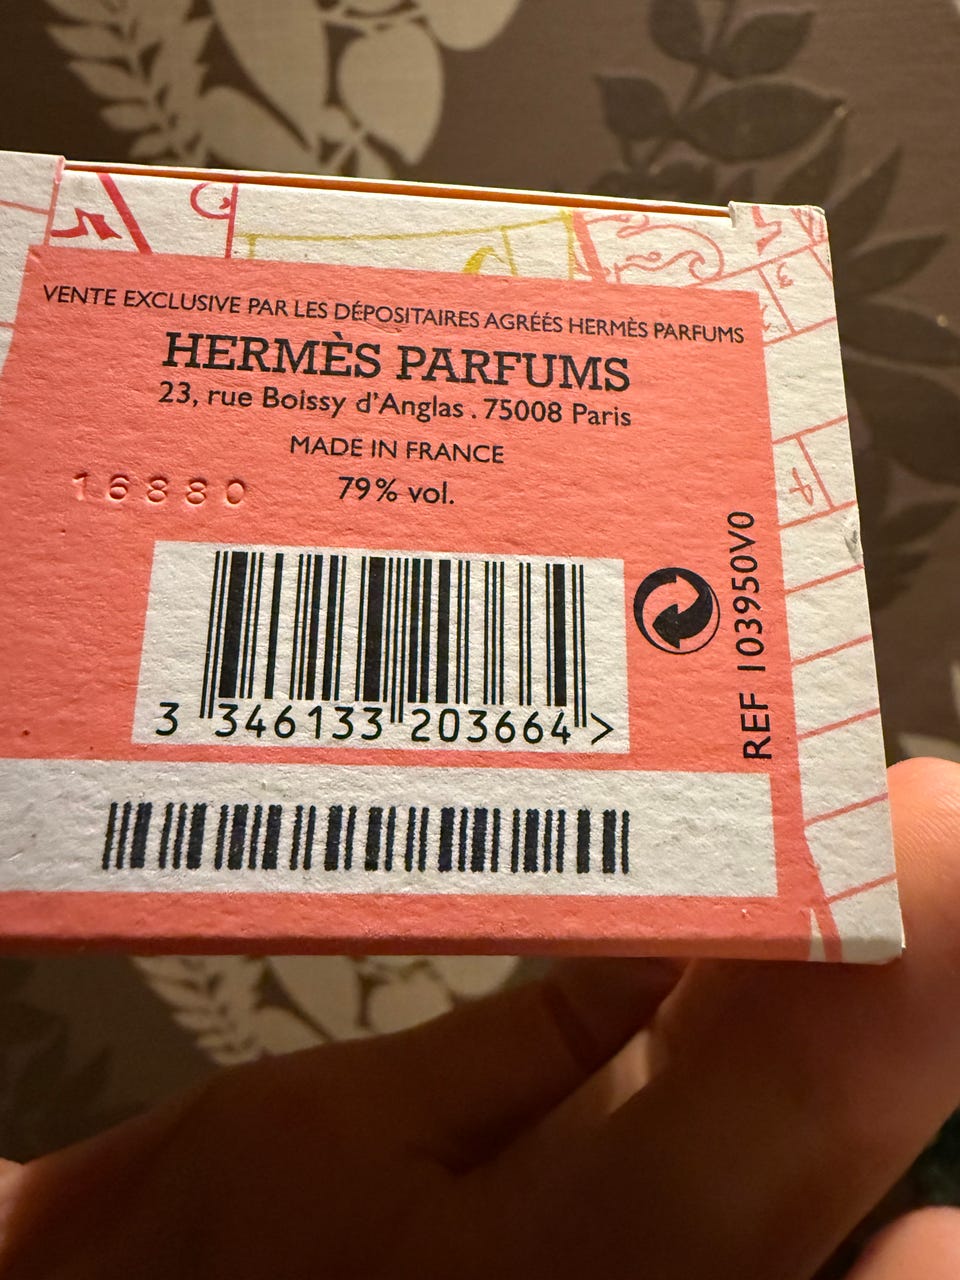 VENTE EXCLUSIVE PAR LES DÉPOSITAIRES AGRÉÉS HERMÈS PARFUMS
HERMÈS PARFUMS
23, rue Boissy d'Anglas . 75008 Paris
MADE IN FRANCE
16880
79% vol.
REF 103950V0
3 346133 203664 >